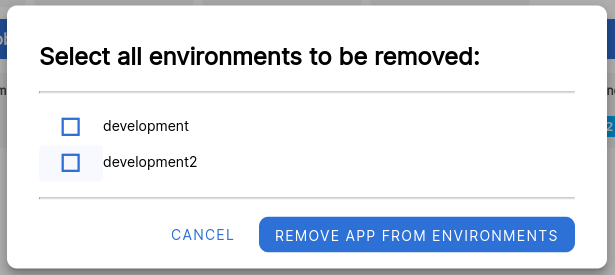 Select all environments to be removed:
development
development2
CANCEL
REMOVE APP FROM ENVIRONMENTS